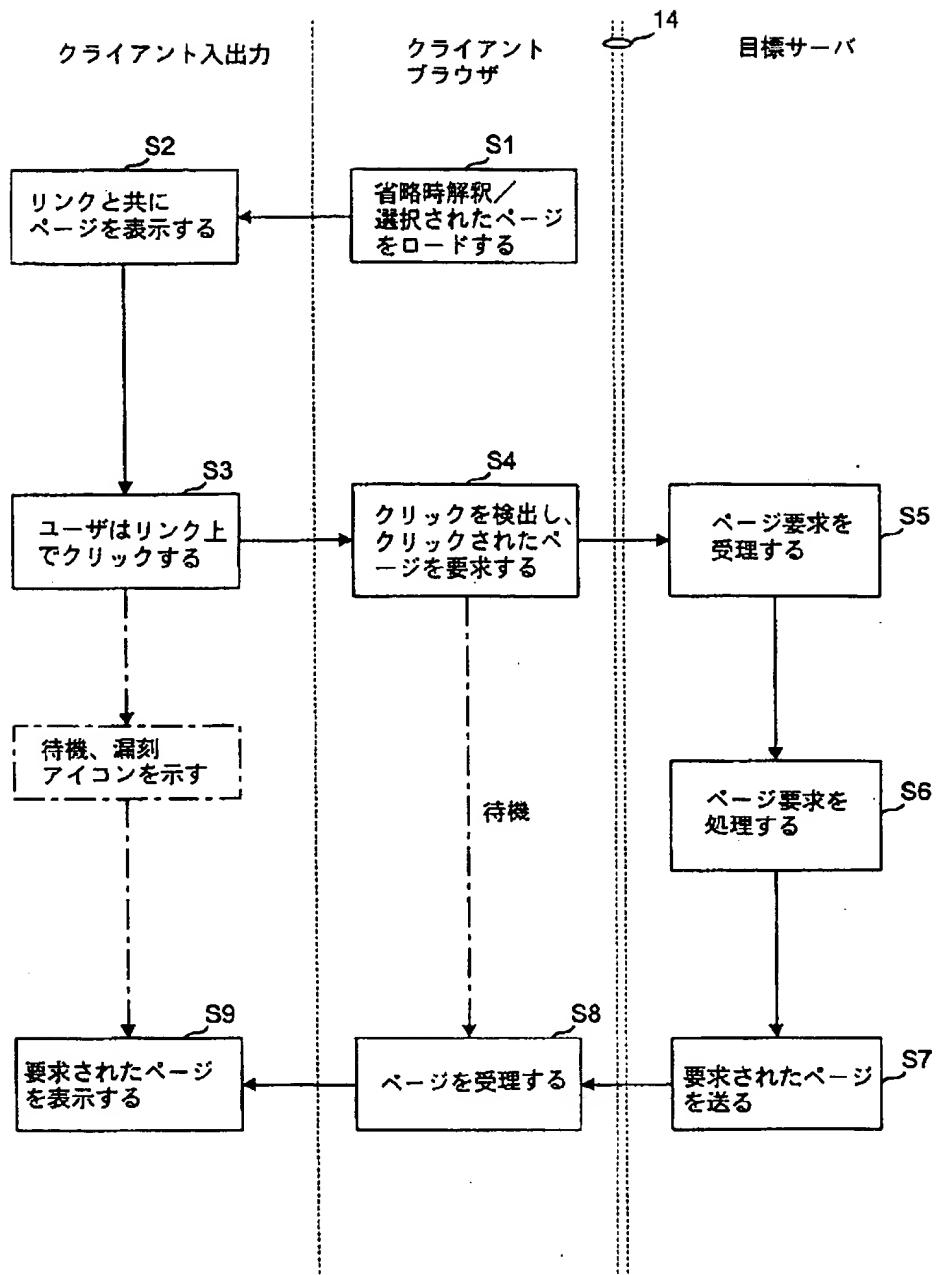 14
クライアント入出力
クライアント
ブラウザ
目標サーバ
S2
リンクと共に
ページを表示する
S1
省略時解釈/
選択されたページ
をロードする
S3
ユーザはリンク上
でクリックする
S4
クリックを検出し、
クリックされたペ
ージを要求する
S5
ページ要求を
受理する
待機、漏刻
アイコンを示す
待機
S6
ページ要求を
処理する
S9
要求されたページ
を表示する
S8
ページを受理する
S7
要求されたページ
を送る